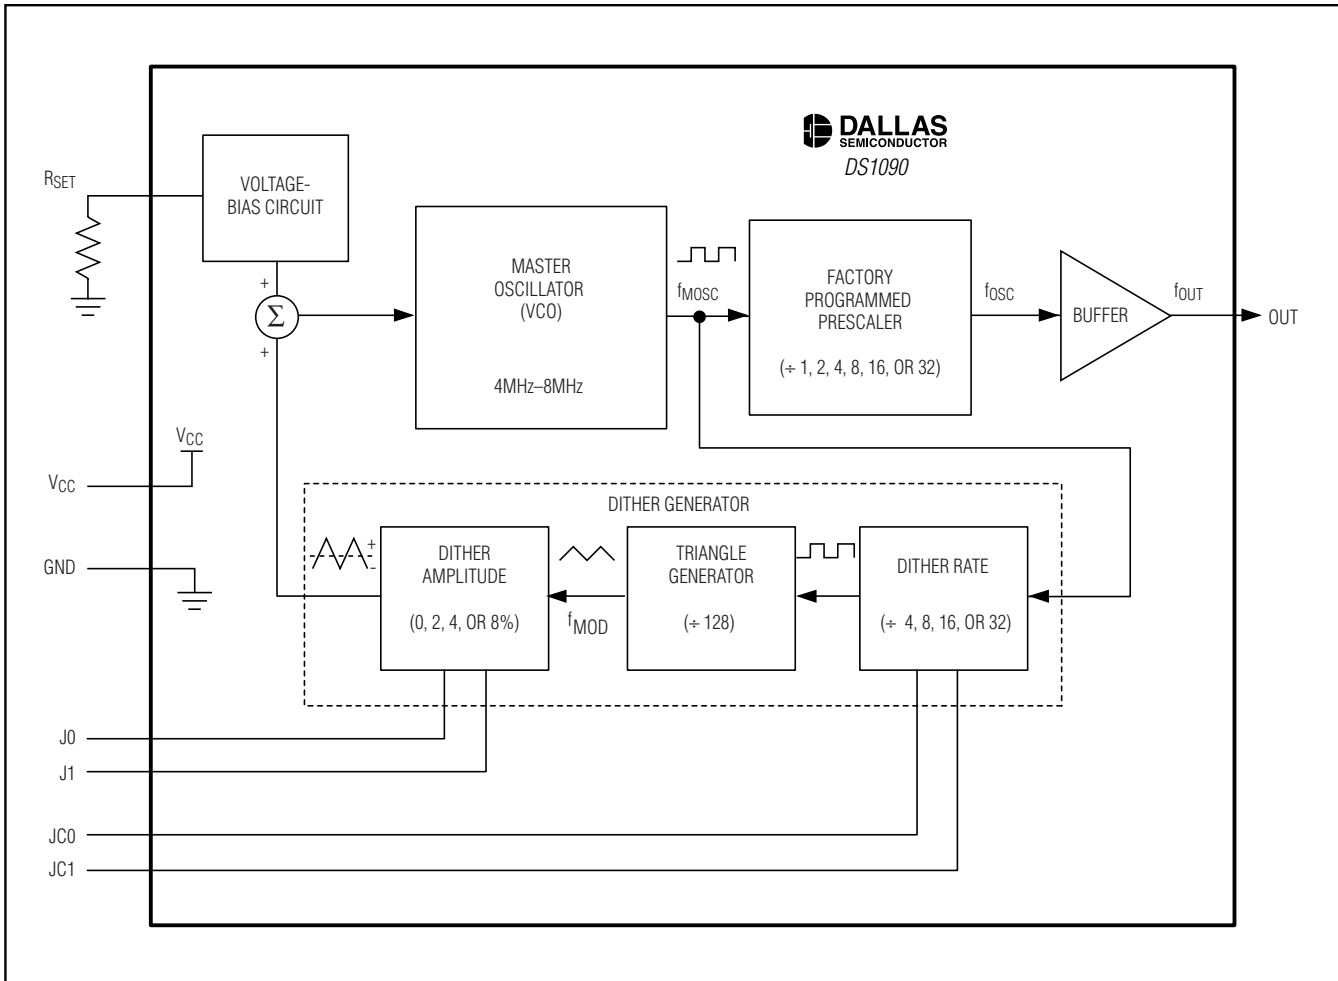 DALLAS
SEMICONDUCTOR
DS1090
RSET
VOLTAGE-
BIAS CIRCUIT
+
Σ
+
MASTER
OSCILLATOR
(VCO)
4MHz–8MHz
fMOSC
FACTORY
PROGRAMMED
PRESCALER
(÷ 1, 2, 4, 8, 16, OR 32)
fOSC
BUFFER
fOUT
OUT
VCC
VCC
GND
DITHER GENERATOR
+
-
DITHER
AMPLITUDE
(0, 2, 4, OR 8%)
fMOD
TRIANGLE
GENERATOR
(÷ 128)
DITHER RATE
(÷ 4, 8, 16, OR 32)
J0
J1
JC0
JC1